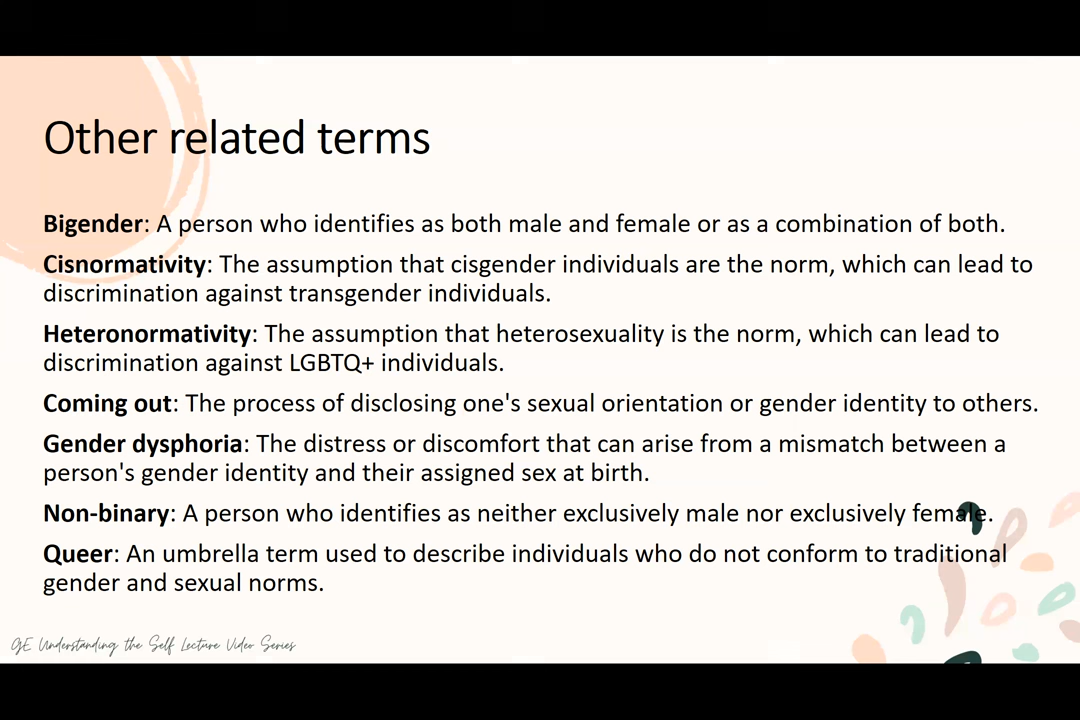 Other related terms
Bigender: A person who identifies as both male and female or as a combination of both.
Cisnormativity: The assumption that cisgender individuals are the norm, which can lead to
discrimination against transgender individuals.
Heteronormativity: The assumption that heterosexuality is the norm, which can lead to
discrimination against LGBTQ+ individuals.
Coming out: The process of disclosing one's sexual orientation or gender identity to others.
Gender dysphoria: The distress or discomfort that can arise from a mismatch between a
person's gender identity and their assigned sex at birth.
Non-binary: A person who identifies as neither exclusively male nor exclusively female.
Queer: An umbrella term used to describe individuals who do not conform to traditional
gender and sexual norms.
GE Understanding the Self Lecture Video Series